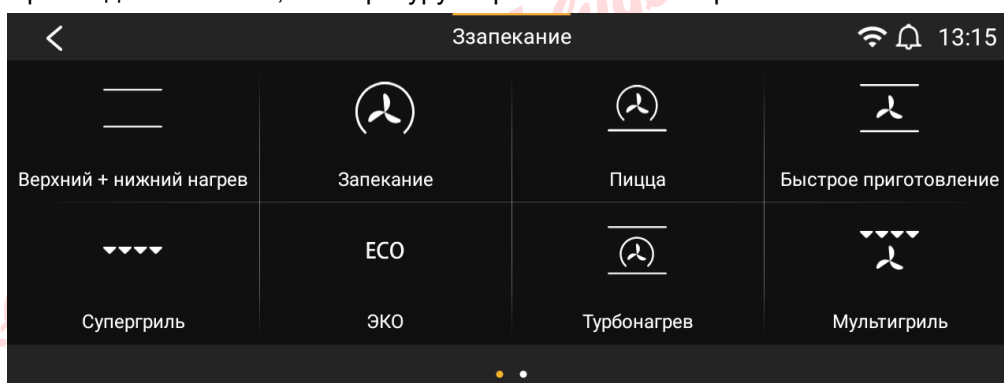 Ззапекание
13:15
Верхний + нижний нагрев
Запекание
Пицца
Быстрое приготовление
ECO
Супергриль
ЭКО
Турбонагрев
Мультигриль